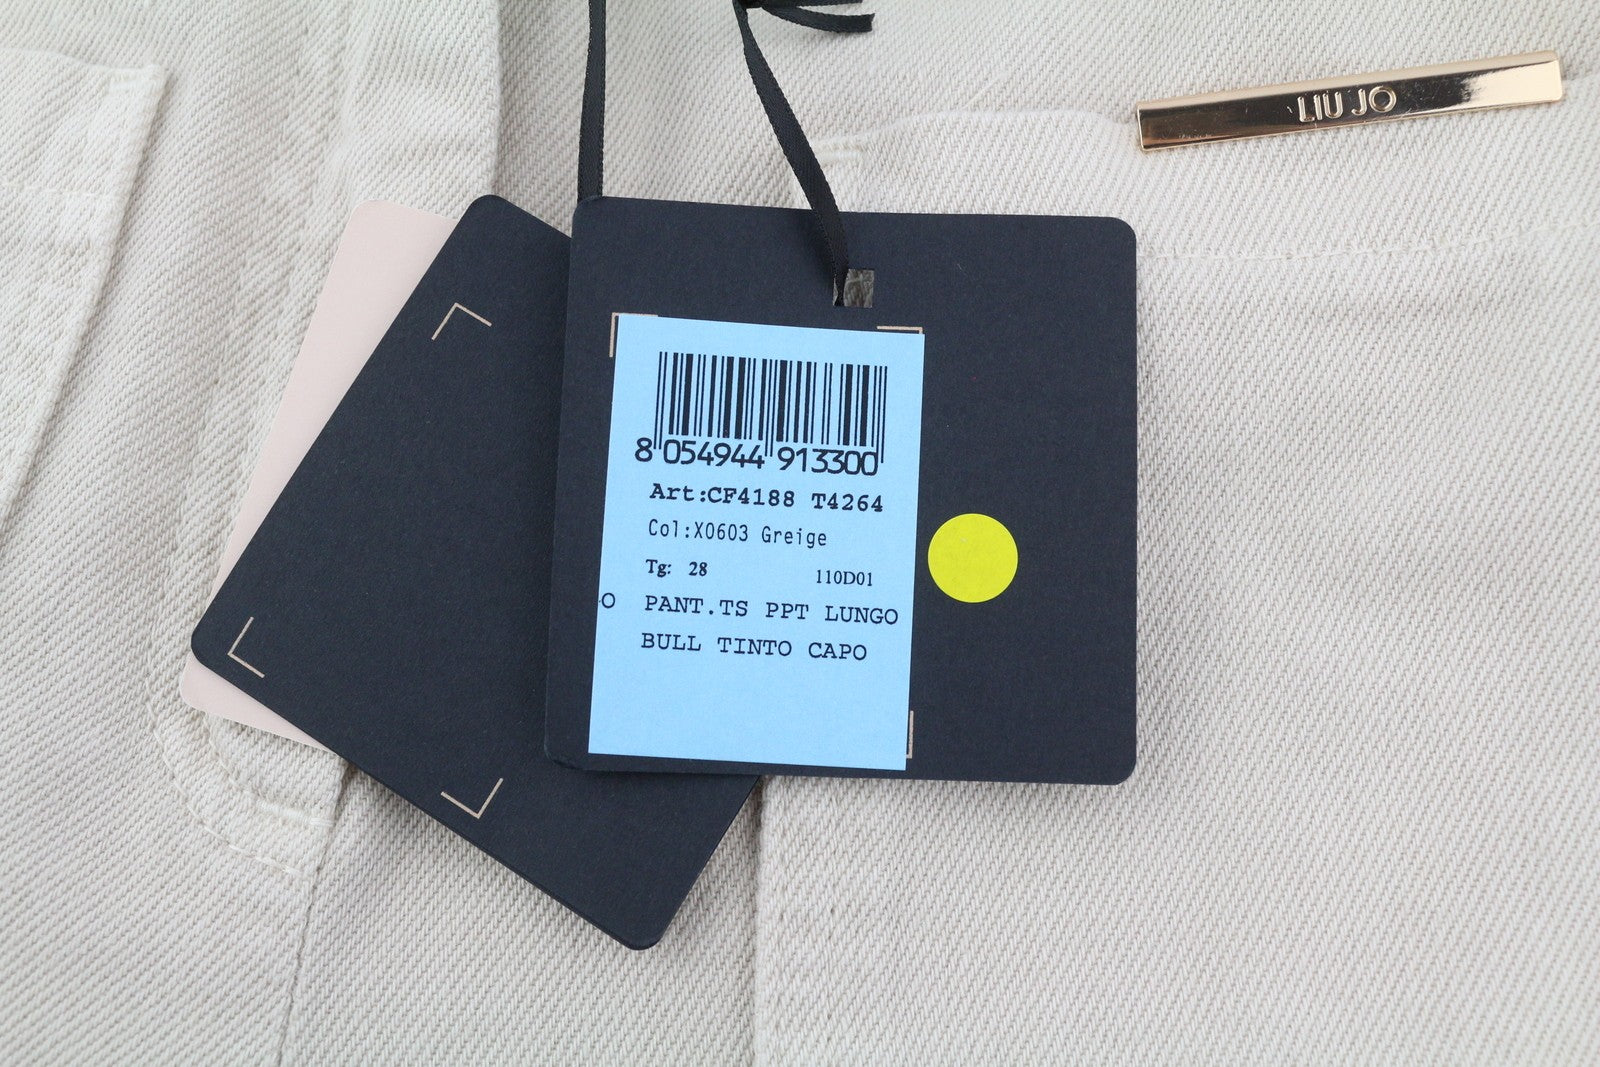 LIU JO
8 054944 913300
Art:CF4188 T4264
Col:X0603 Greige
Tg: 28 110D01
O PANT.TS PPT LUNGO
BULL TINTO CAPO